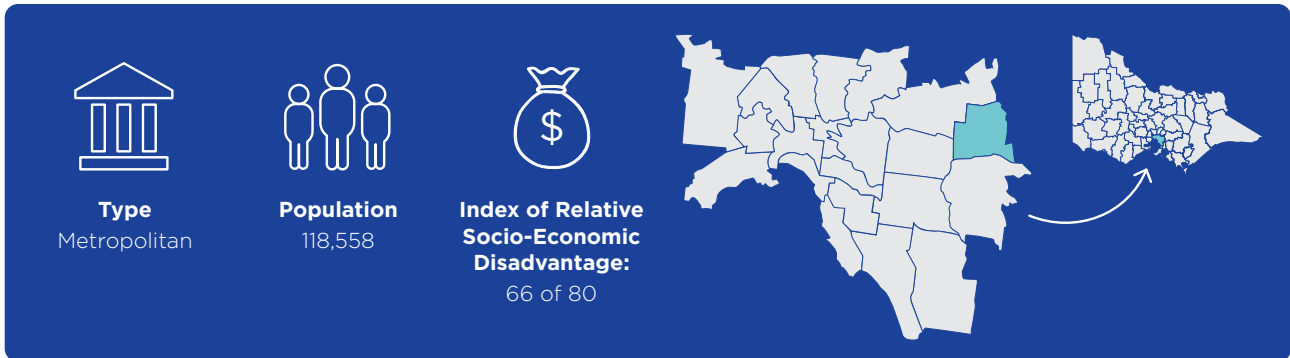 Type
Metropolitan
Population
118,558
$
Index of Relative
Socio-Economic
Disadvantage:
66 of 80